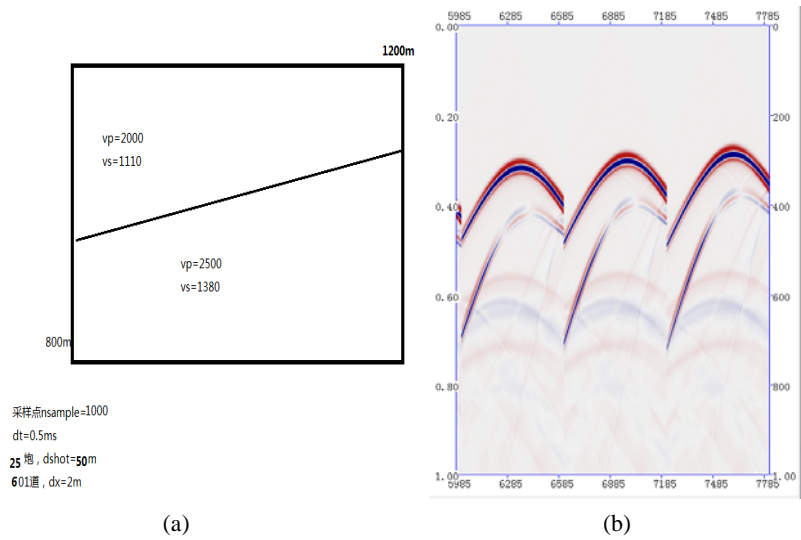 1200m
vp=2000
vs=1110
vp=2500
vs=1380
800m
采样点nsample=1000
dt=0.5ms
25 炮，dshot=50m
601道，dx=2m
(a)
5985 6285 6585 6885 7185 7485 7785
0.00 0
0.20 200
0.40 400
0.60 600
0.80 800
1.00 1.00
5985 6285 6585 6885 7185 7485 7785
(b)